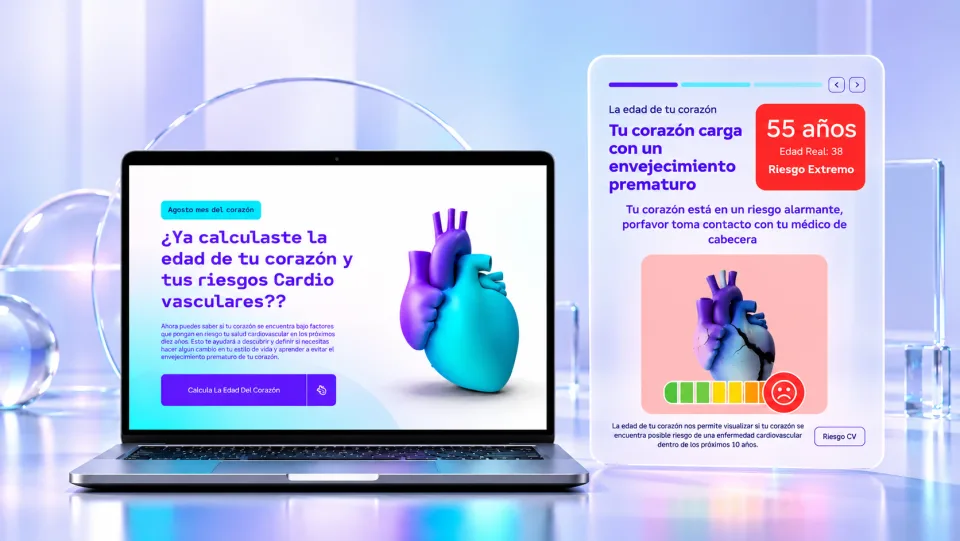 Agosto mes del corazón
¿Ya calculaste la
edad de tu corazón y
tus riesgos Cardio
vasculares??
Ahora puedes saber si tu corazón se encuentra bajo factores
que pongan en riesgo tu salud cardiovascular en los próximos
diez años. Esto te ayudará a descubrir y definir si necesitas
hacer algún cambio en tu estilo de vida y aprender a evitar el
envejecimiento prematuro de tu corazón.
Calcula La Edad Del Corazón
La edad de tu corazón
Tu corazón carga
con un
envejecimiento
prematuro
55 años
Edad Real: 38
Riesgo Extremo
Tu corazón está en un riesgo alarmante,
porfavor toma contacto con tu médico de
cabecera
La edad de tu corazón nos permite visualizar si tu corazón se
encuentra posible riesgo de una enfermedad cardiovascular
dentro de los próximos 10 años.
Riesgo CV